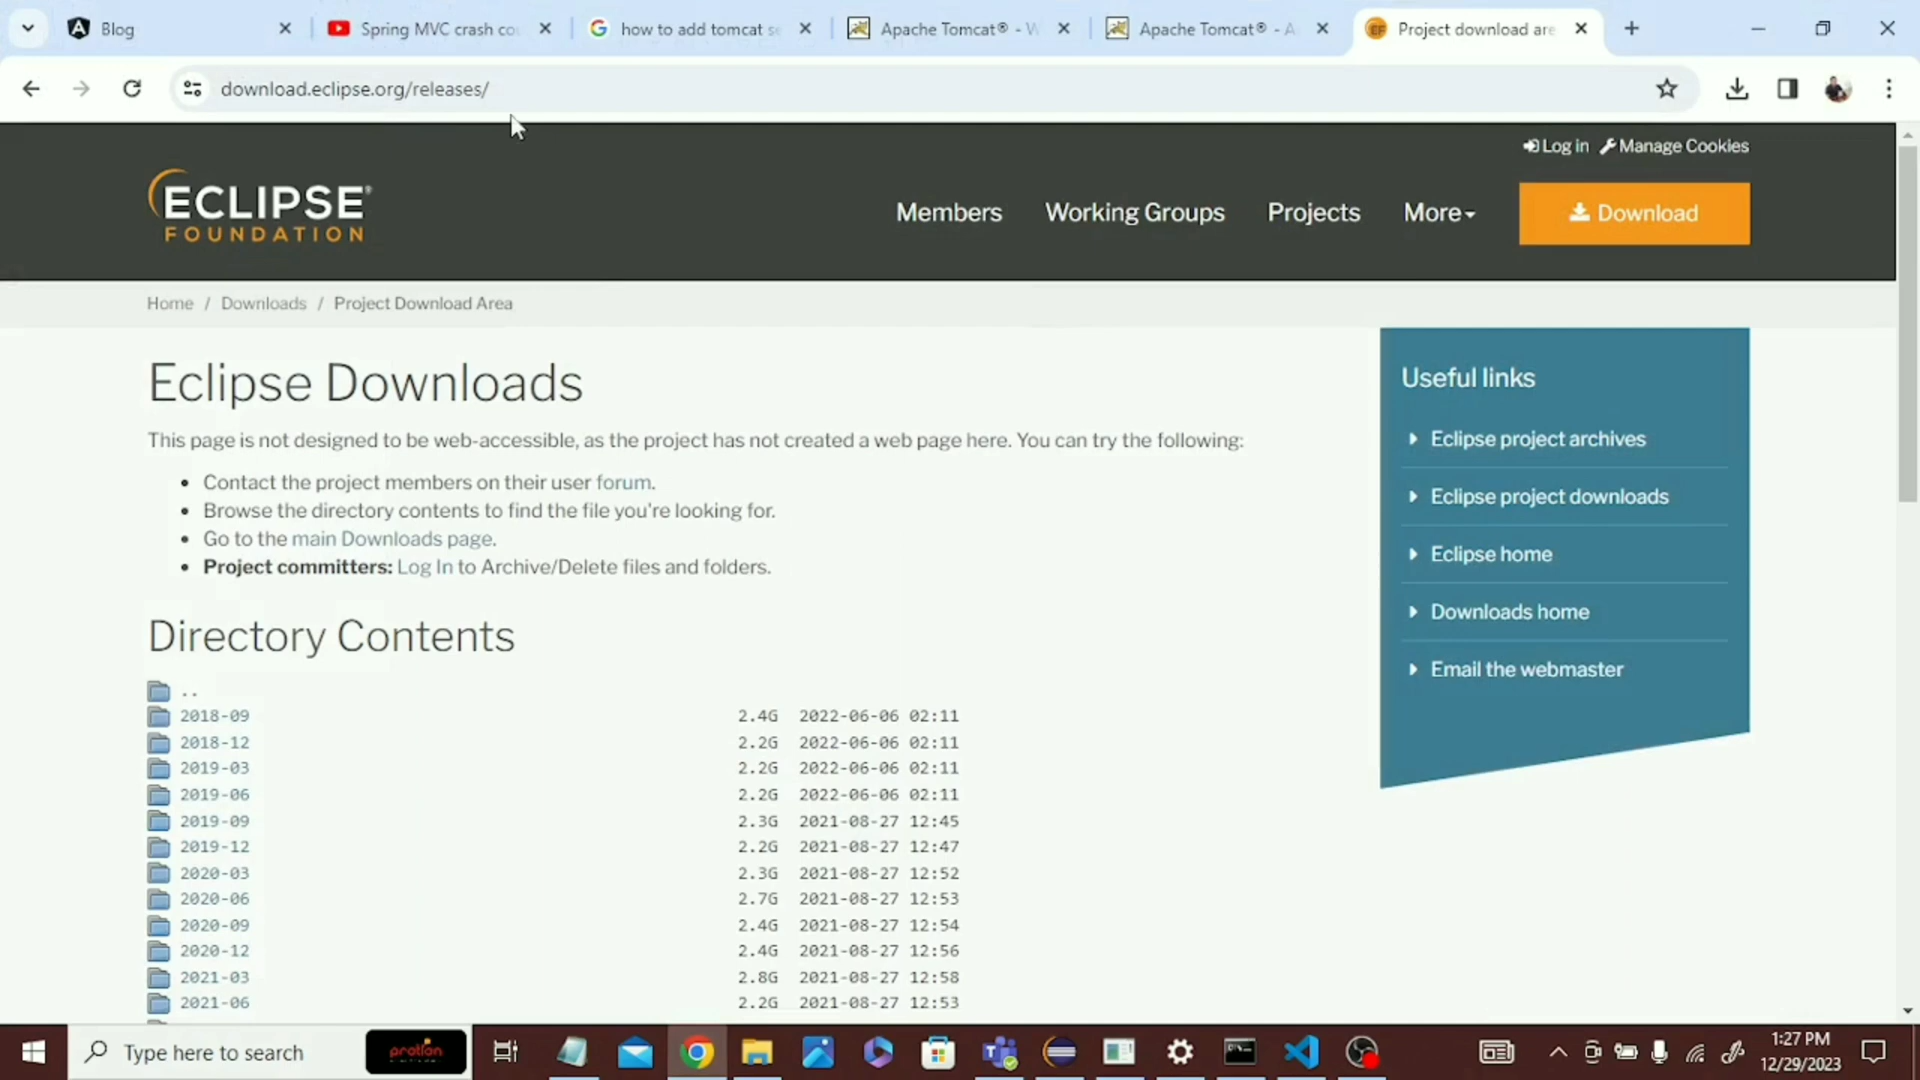 Blog
Spring MVC crash co
how to add tomcat se
Apache Tomcat® - W
Apache Tomcat® - A
Project download are
download.eclipse.org/releases/
Log in Manage Cookies
ECLIPSE®
FOUNDATION
Members Working Groups Projects More Download
Home / Downloads / Project Download Area
Eclipse Downloads
This page is not designed to be web-accessible, as the project has not created a web page here. You can try the following:
• Contact the project members on their user forum.
• Browse the directory contents to find the file you're looking for.
• Go to the main Downloads page.
• Project committers: Log In to Archive/Delete files and folders.
Useful links
Eclipse project archives
Eclipse project downloads
Eclipse home
Downloads home
Email the webmaster
Directory Contents
..
2018-09 2.4G 2022-06-06 02:11
2018-12 2.2G 2022-06-06 02:11
2019-03 2.2G 2022-06-06 02:11
2019-06 2.2G 2022-06-06 02:11
2019-09 2.3G 2021-08-27 12:45
2019-12 2.2G 2021-08-27 12:47
2020-03 2.3G 2021-08-27 12:52
2020-06 2.7G 2021-08-27 12:53
2020-09 2.4G 2021-08-27 12:54
2020-12 2.4G 2021-08-27 12:56
2021-03 2.8G 2021-08-27 12:58
2021-06 2.2G 2021-08-27 12:53
Type here to search
1:27 PM
12/29/2023